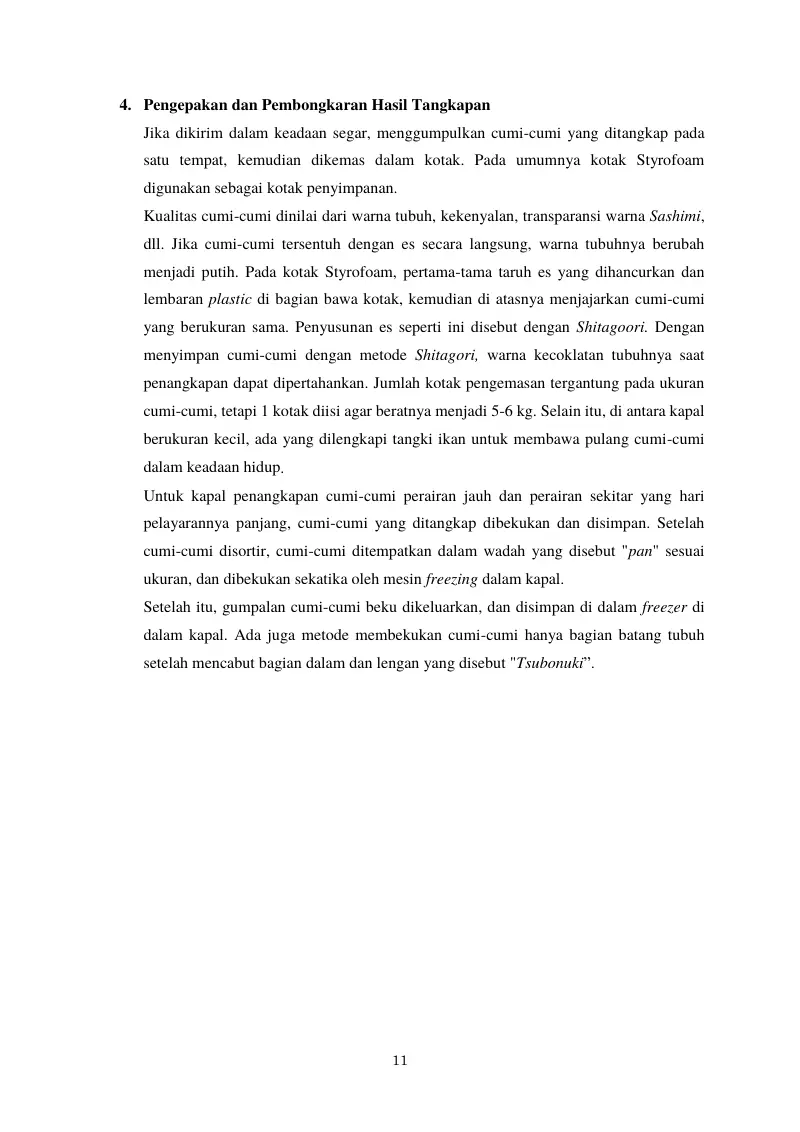 4. Pengepakan dan Pembongkaran Hasil Tangkapan
Jika dikirim dalam keadaan segar, menggumpulkan cumi-cumi yang ditangkap pada
satu tempat, kemudian dikemas dalam kotak. Pada umumnya kotak Styrofoam
digunakan sebagai kotak penyimpanan.
Kualitas cumi-cumi dinilai dari warna tubuh, kekenyalan, transparansi warna Sashimi,
dll. Jika cumi-cumi tersentuh dengan es secara langsung, warna tubuhnya berubah
menjadi putih. Pada kotak Styrofoam, pertama-tama taruh es yang dihancurkan dan
lembaran plastic di bagian bawa kotak, kemudian di atasnya menjajarkan cumi-cumi
yang berukuran sama. Penyusunan es seperti ini disebut dengan Shitagoori. Dengan
menyimpan cumi-cumi dengan metode Shitagori, warna kecoklatan tubuhnya saat
penangkapan dapat dipertahankan. Jumlah kotak pengemasan tergantung pada ukuran
cumi-cumi, tetapi 1 kotak diisi agar beratnya menjadi 5-6 kg. Selain itu, di antara kapal
berukuran kecil, ada yang dilengkapi tangki ikan untuk membawa pulang cumi-cumi
dalam keadaan hidup.
Untuk kapal penangkapan cumi-cumi perairan jauh dan perairan sekitar yang hari
pelayarannya panjang, cumi-cumi yang ditangkap dibekukan dan disimpan. Setelah
cumi-cumi disortir, cumi-cumi ditempatkan dalam wadah yang disebut "pan" sesuai
ukuran, dan dibekukan sekatika oleh mesin freezing dalam kapal.
Setelah itu, gumpalan cumi-cumi beku dikeluarkan, dan disimpan di dalam freezer di
dalam kapal. Ada juga metode membekukan cumi-cumi hanya bagian batang tubuh
setelah mencabut bagian dalam dan lengan yang disebut "Tsubonuki”.
11